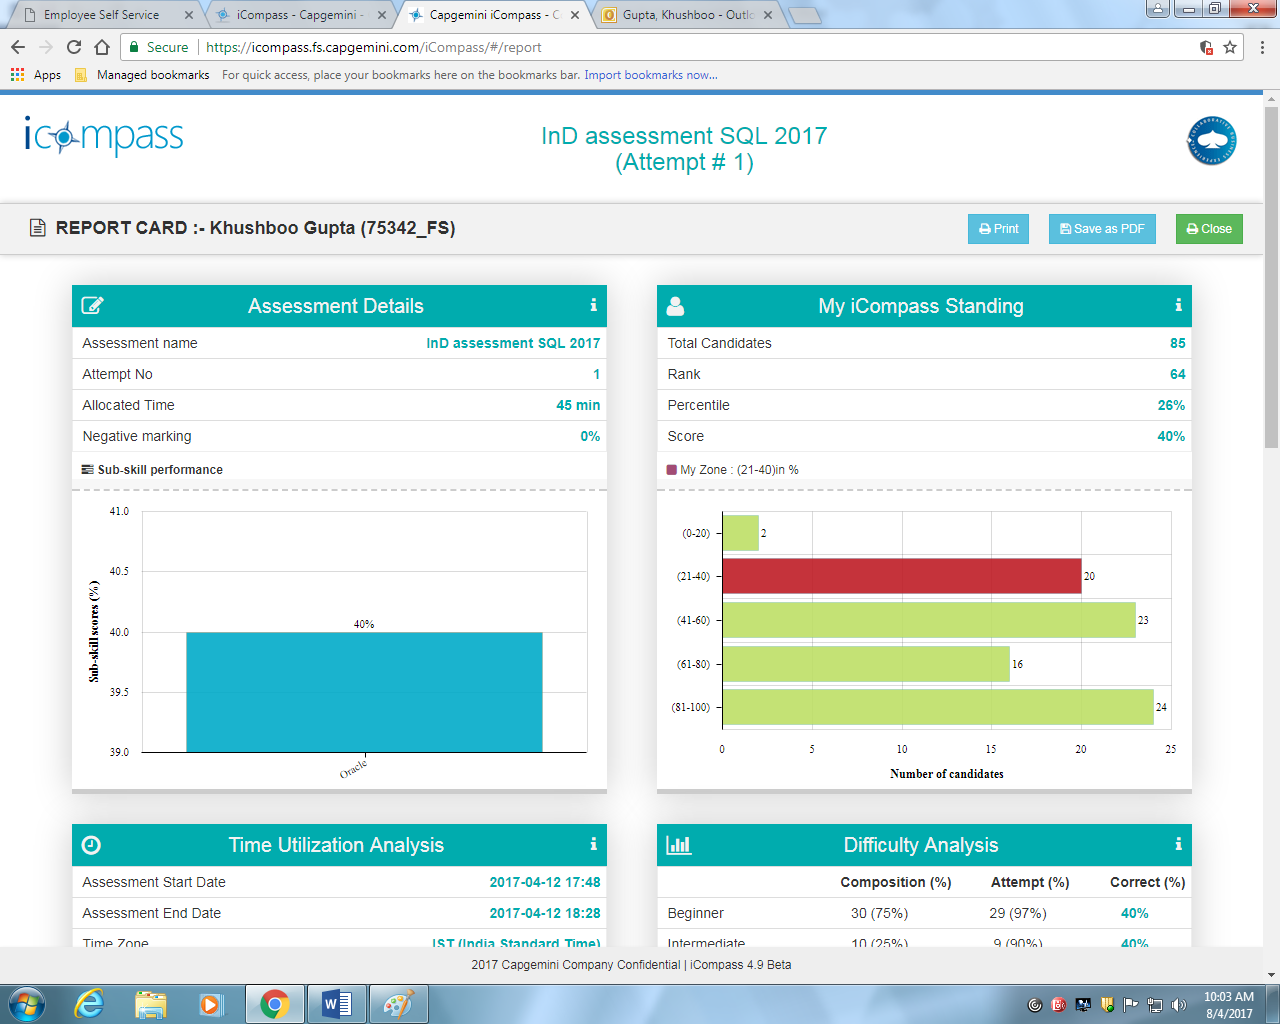 Employee Self Service
iCompass - Capgemini -
Capgemini iCompass - C
Gupta, Khushboo - Outlo
Secure https://icompass.fs.capgemini.com/iCompass/#/report
Apps Managed bookmarks For quick access, place your bookmarks here on the bookmarks bar. Import bookmarks now...
icompass
InD assessment SQL 2017
(Attempt # 1)
REPORT CARD :- Khushboo Gupta (75342_FS)
Print Save as PDF Close
Assessment Details
Assessment name InD assessment SQL 2017
Attempt No 1
Allocated Time 45 min
Negative marking 0%
Sub-skill performance
41.0
40.5
40.0
39.5
39.0
Sub-skill scores (%)
40%
Oracle
My iCompass Standing
Total Candidates 85
Rank 64
Percentile 26%
Score 40%
My Zone : (21-40)in %
(0-20) 2
(21-40) 20
(41-60) 23
(61-80) 16
(81-100) 24
0 5 10 15 20 25
Number of candidates
Time Utilization Analysis
Assessment Start Date 2017-04-12 17:48
Assessment End Date 2017-04-12 18:28
Time Zone IST (India Standard Time)
Difficulty Analysis
Composition (%) Attempt (%) Correct (%)
Beginner 30 (75%) 29 (97%) 40%
Intermediate 10 (25%) 9 (90%) 40%
2017 Capgemini Company Confidential | iCompass 4.9 Beta
10:03 AM
8/4/2017